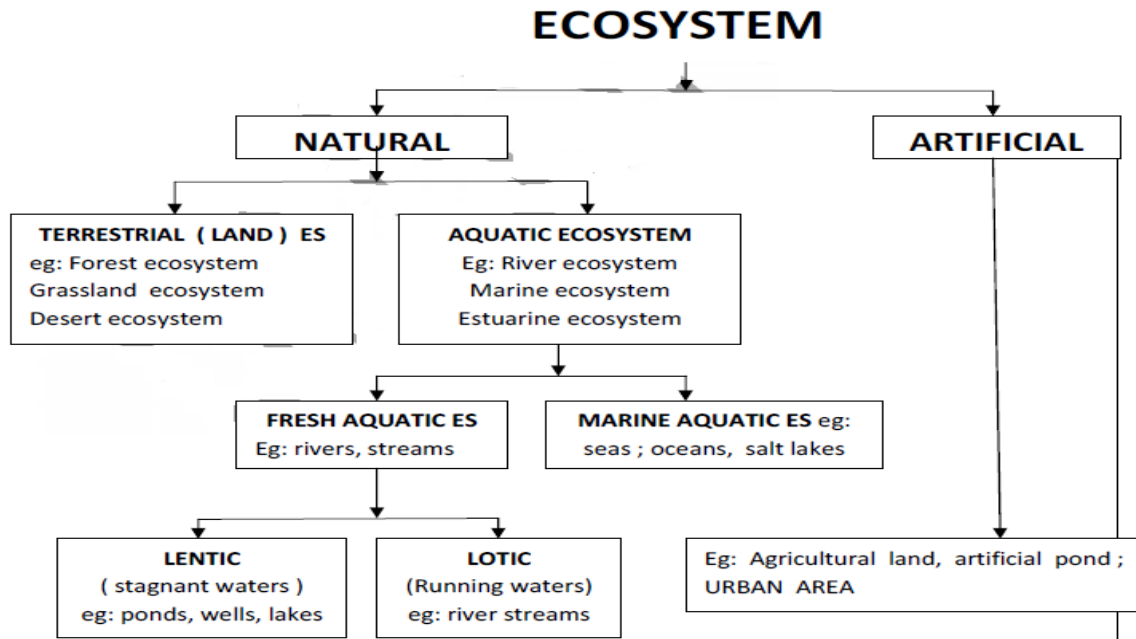 ECOSYSTEM
NATURAL
ARTIFICIAL
TERRESTRIAL ( LAND ) ES
eg: Forest ecosystem
Grassland ecosystem
Desert ecosystem
AQUATIC ECOSYSTEM
Eg: River ecosystem
Marine ecosystem
Estuarine ecosystem
FRESH AQUATIC ES
Eg: rivers, streams
MARINE AQUATIC ES eg:
seas ; oceans, salt lakes
LENTIC
( stagnant waters )
eg: ponds, wells, lakes
LOTIC
(Running waters)
eg: river streams
Eg: Agricultural land, artificial pond ;
URBAN AREA